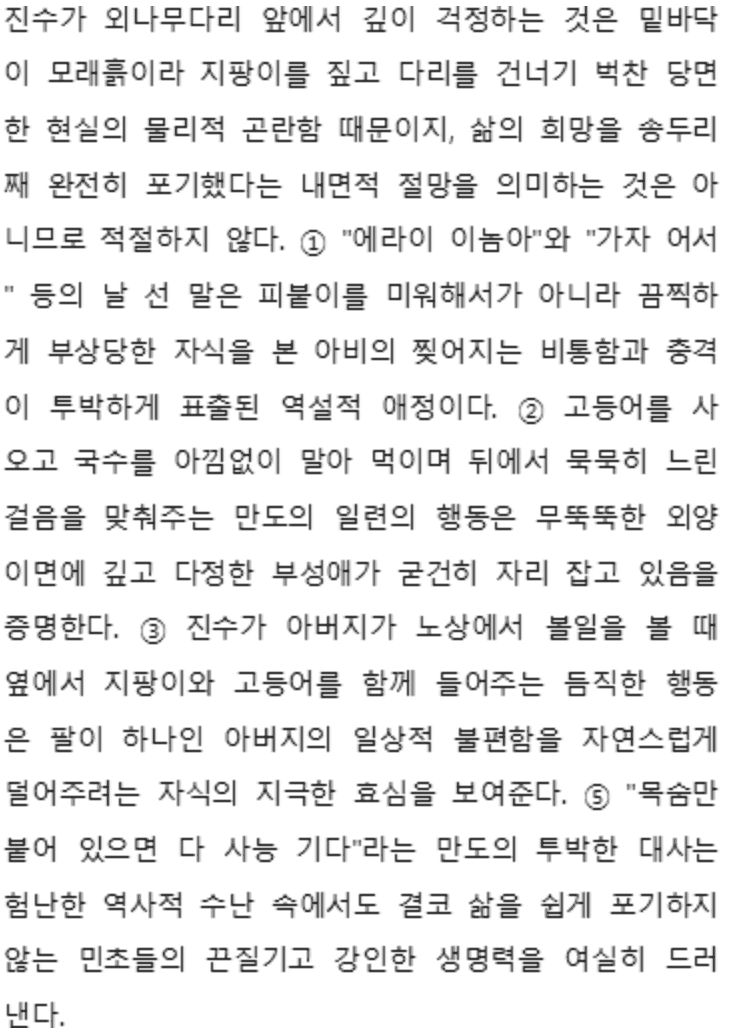 진수가 외나무다리 앞에서 깊이 걱정하는 것은 밑바닥
이 모래흙이라 지팡이를 짚고 다리를 건너기 벅찬 당면
한 현실의 물리적 곤란함 때문이지, 삶의 희망을 송두리
째 완전히 포기했다는 내면적 절망을 의미하는 것은 아
니므로 적절하지 않다. ① "에라이 이놈아"와 "가자 어서
" 등의 날 선 말은 피붙이를 미워해서가 아니라 끔찍하
게 부상당한 자식을 본 아비의 찢어지는 비통함과 충격
이 투박하게 표출된 역설적 애정이다. ② 고등어를 사
오고 국수를 아낌없이 말아 먹이며 뒤에서 묵묵히 느린
걸음을 맞춰주는 만도의 일련의 행동은 무뚝뚝한 외양
이면에 깊고 다정한 부성애가 굳건히 자리 잡고 있음을
증명한다. ③ 진수가 아버지가 노상에서 볼일을 볼 때
옆에서 지팡이와 고등어를 함께 들어주는 듬직한 행동
은 팔이 하나인 아버지의 일상적 불편함을 자연스럽게
덜어주려는 자식의 지극한 효심을 보여준다. ⑤ "목숨만
붙어 있으면 다 사능 기다"라는 만도의 투박한 대사는
험난한 역사적 수난 속에서도 결코 삶을 쉽게 포기하지
않는 민초들의 끈질기고 강인한 생명력을 여실히 드러
낸다.